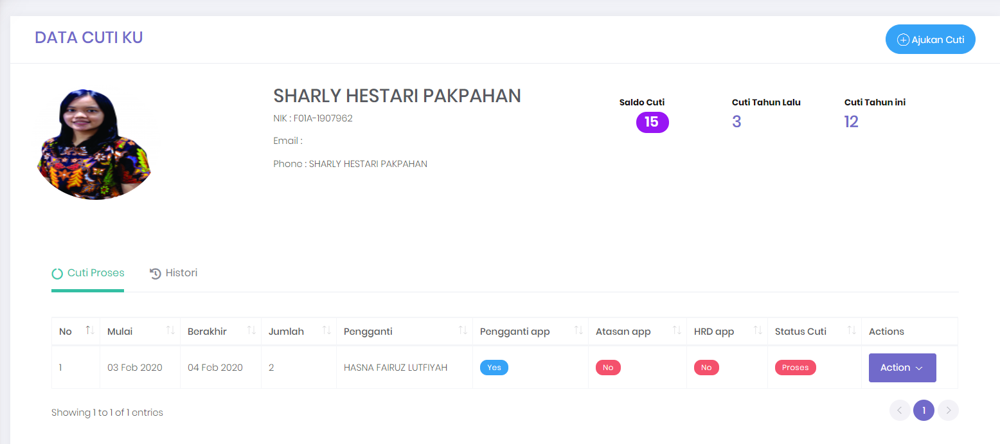 DATA CUTI KU
Ajukan Cuti
SHARLY HESTARI PAKPAHAN
NIK : F01A-1907962
Email :
Phone : SHARLY HESTARI PAKPAHAN
Saldo Cuti Cuti Tahun Lalu Cuti Tahun ini
15 3 12
Cuti Proses Histori
No Mulai Berakhir Jumlah Pengganti Pengganti app Atasan app HRD app Status Cuti Actions
1 03 Feb 2020 04 Feb 2020 2 HASNA FAIRUZ LUTFIYAH Yes No No Proses Action
Showing 1 to 1 of 1 entries
1